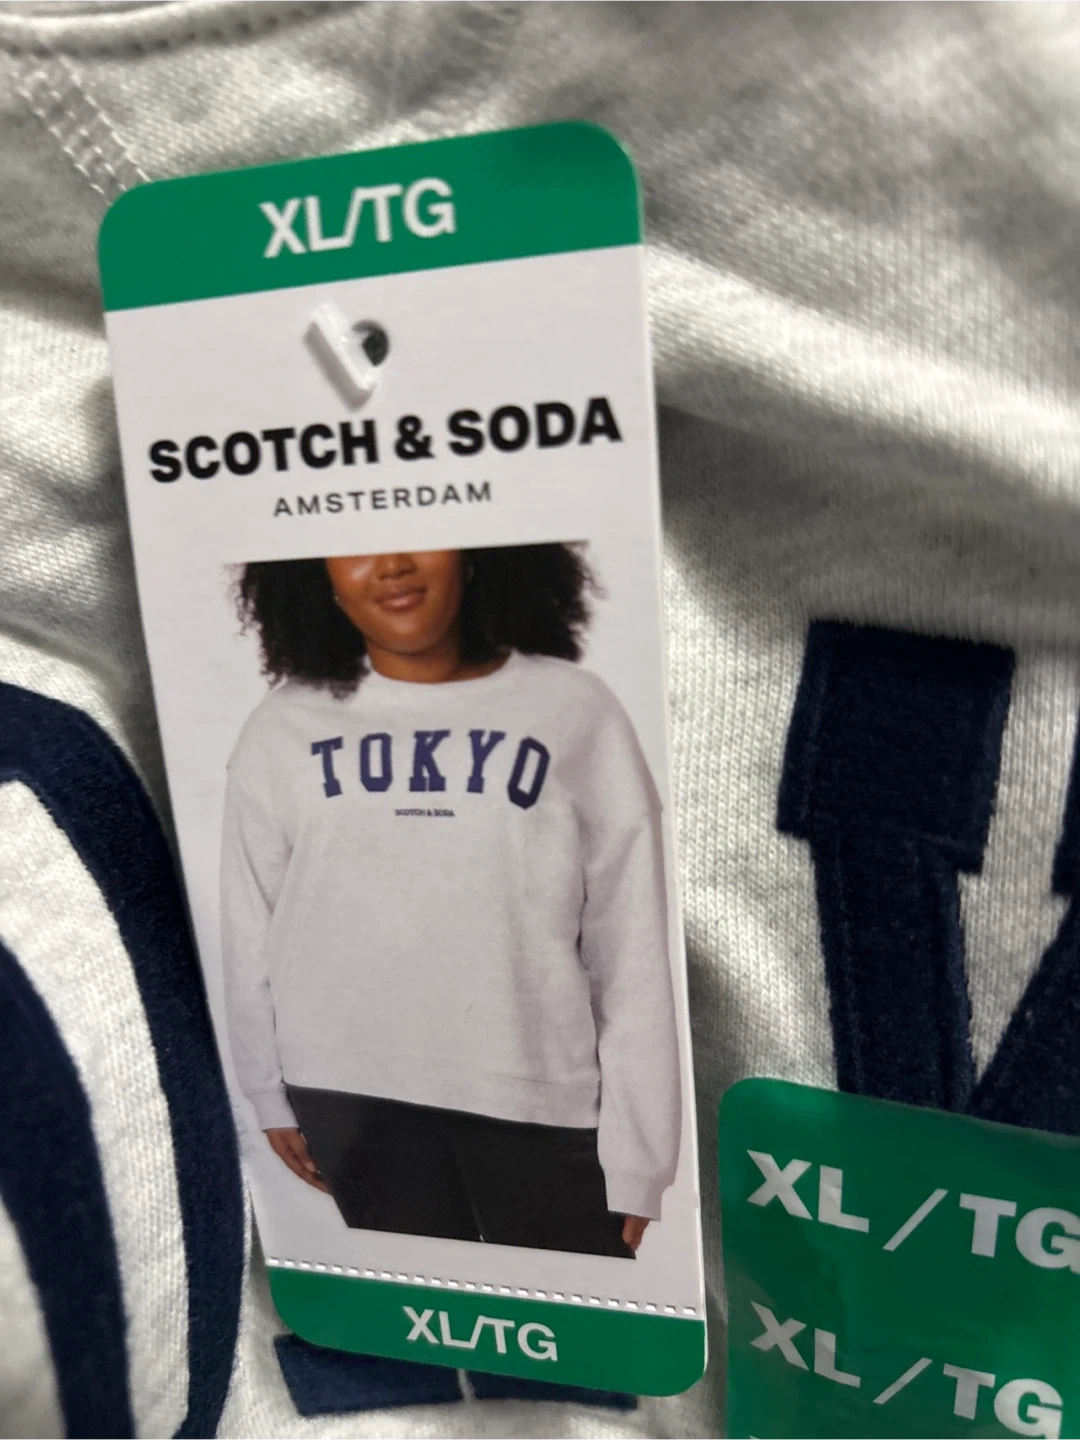 XL/TG
SCOTCH & SODA
AMSTERDAM
TOKYO
SCOTCH & SODA
XL/TG
XL/TG
XL/TG